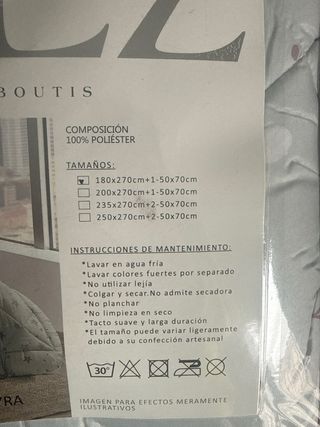 BOUTIS
COMPOSICIÓN
100% POLIÉSTER
TAMAÑOS:
180x270cm+1-50x70cm
200x270cm+1-50x70cm
235x270cm+2-50x70cm
250x270cm+2-50x70cm
INSTRUCCIONES DE MANTENIMIENTO:
*Lavar en agua fría
*Lavar colores fuertes por separado
*No utilizar lejía
*Colgar y secar.No admite secadora
*No planchar
*No limpieza en seco
*Tacto suave y larga duración
*El tamaño puede variar ligeramente
debido a su confección artesanal
30°
IMAGEN PARA EFECTOS MERAMENTE
ILUSTRATIVOS